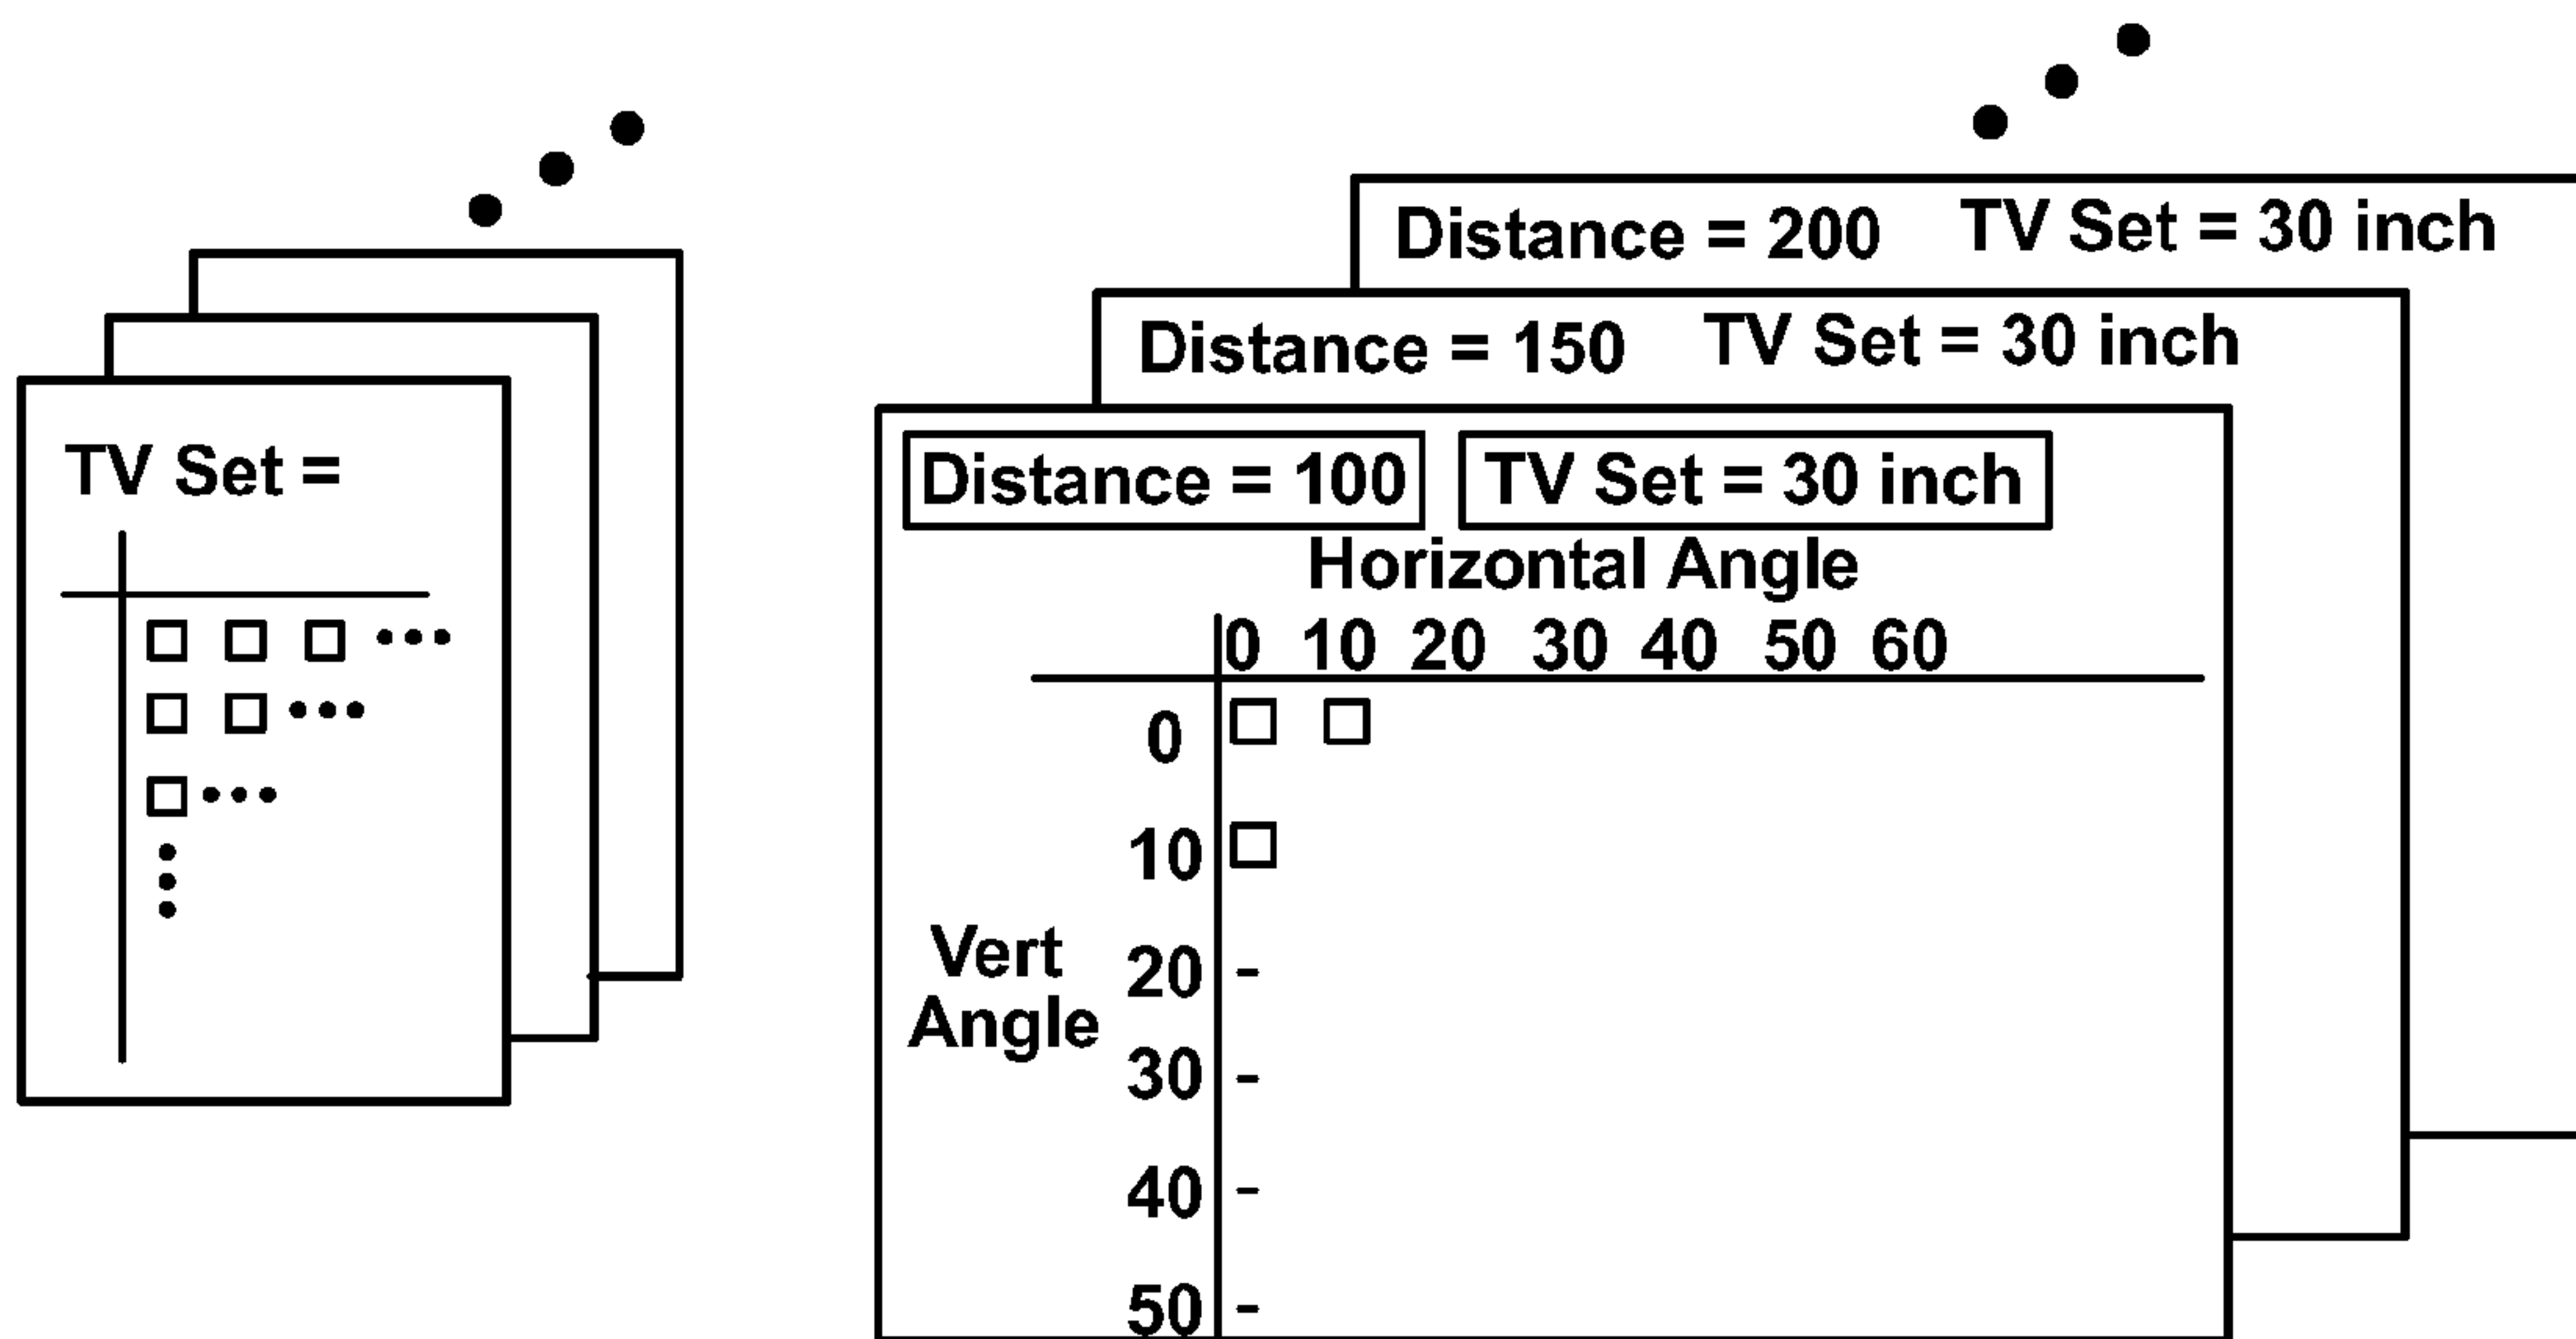 TV Set =
Distance = 200 TV Set = 30 inch
Distance = 150 TV Set = 30 inch
Distance = 100 TV Set = 30 inch
Horizontal Angle
0 10 20 30 40 50 60
0
10
Vert
Angle
20 -
30 -
40 -
50 -